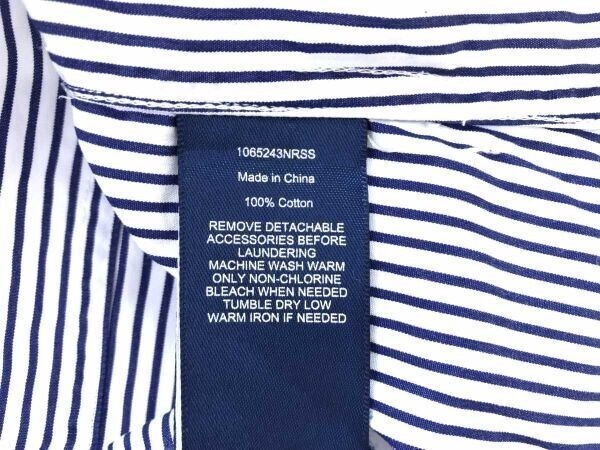 1065243NRSS
Made in China
100% Cotton
REMOVE DETACHABLE
ACCESSORIES BEFORE
LAUNDERING
MACHINE WASH WARM
ONLY NON-CHLORINE
BLEACH WHEN NEEDED
TUMBLE DRY LOW
WARM IRON IF NEEDED